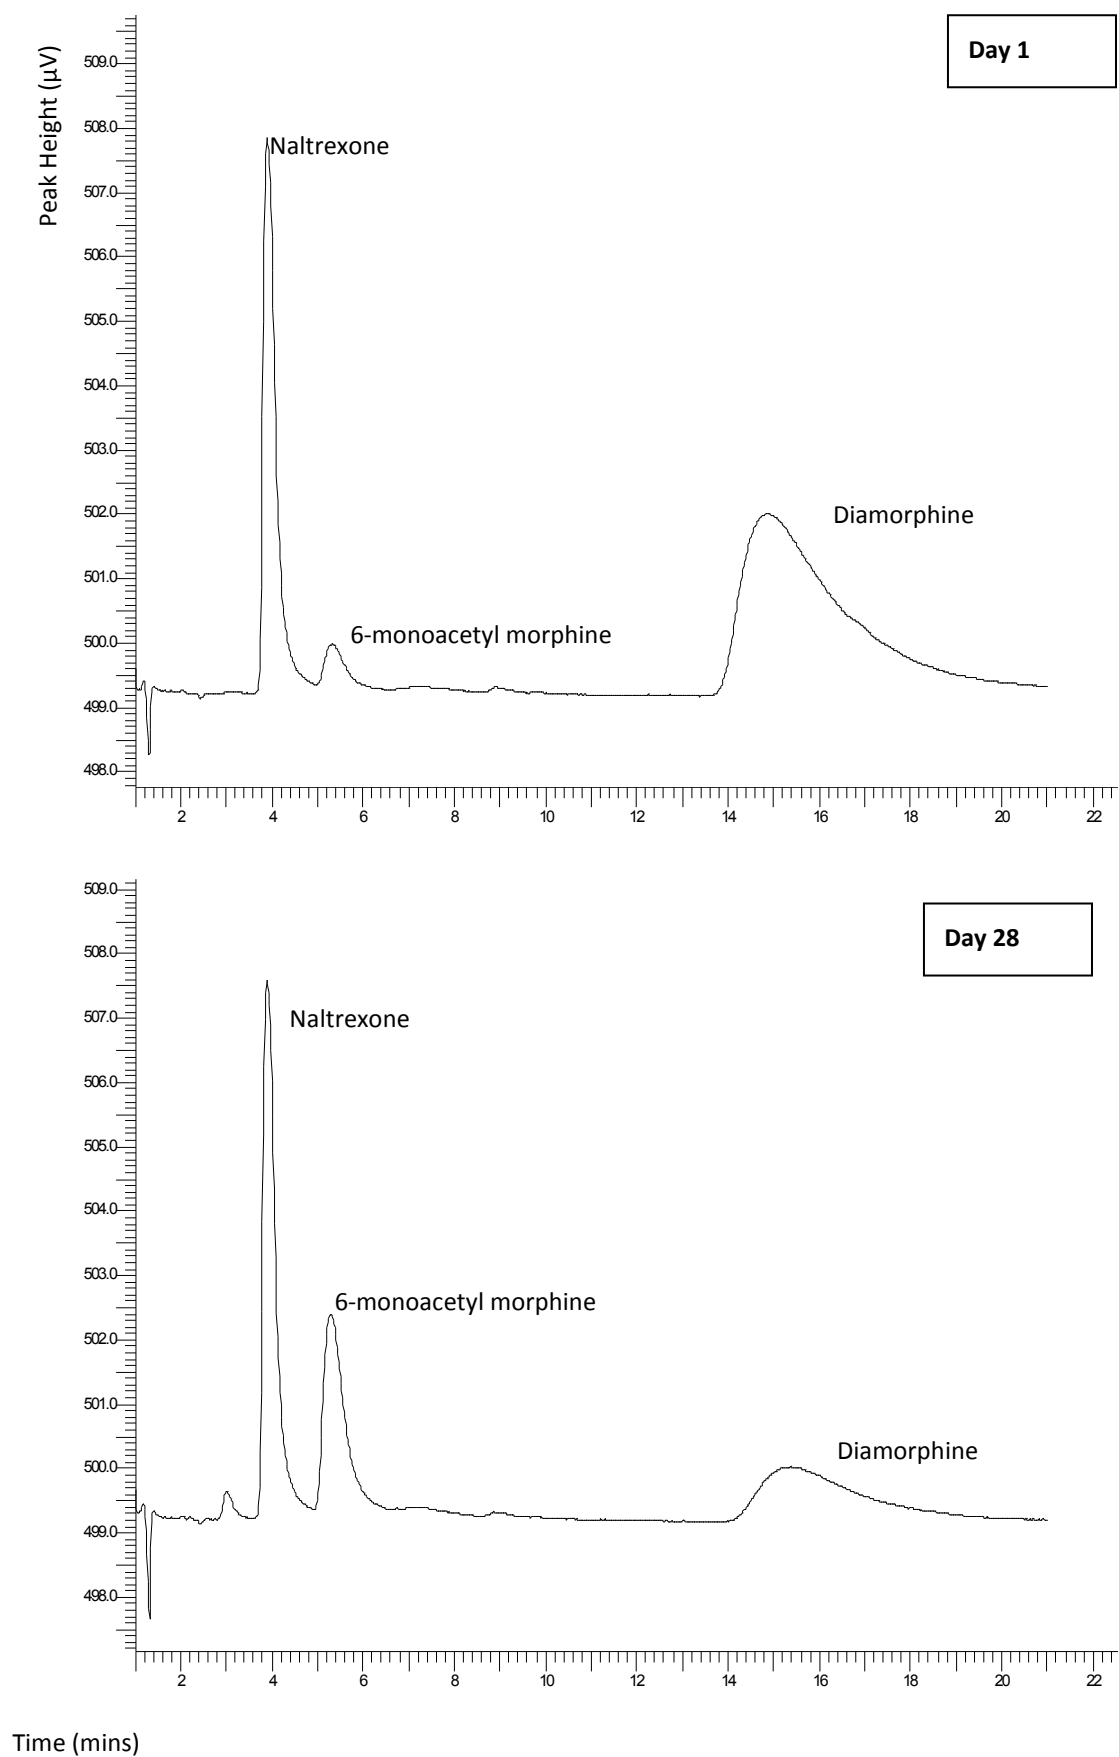 Peak Height (µV)
Day 1
509.0
508.0
Naltrexone
507.0
506.0
505.0
504.0
503.0
502.0
Diamorphine
501.0
500.0
6-monoacetyl morphine
499.0
498.0
2 4 6 8 10 12 14 16 18 20 22
509.0
Day 28
508.0
Naltrexone
507.0
506.0
505.0
504.0
503.0
6-monoacetyl morphine
502.0
501.0
Diamorphine
500.0
499.0
498.0
2 4 6 8 10 12 14 16 18 20 22
Time (mins)